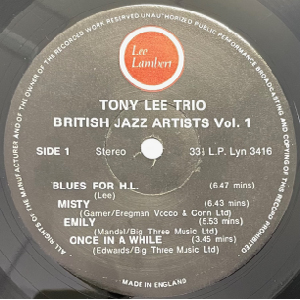 Lee
Lambert
TONY LEE TRIO
BRITISH JAZZ ARTISTS Vol. 1
SIDE 1 Stereo 33⅓ L.P. Lyn 3416
BLUES FOR H.L. (6.47 mins)
(Lee)
MISTY (6.43 mins)
(Garner/Bregman Vocco & Conn Ltd)
EMILY (5.53 mins)
(Mandel/Big Three Music Ltd)
ONCE IN A WHILE (3.45 mins)
(Edwards/Big Three Music Ltd)
MADE IN ENGLAND
ALL RIGHTS OF THE MANUFACTURER AND OF THE OWNER OF THE RECORDED WORK RESERVED UNAUTHORIZED PUBLIC PERFORMANCE BROADCASTING AND COPYING OF THIS RECORD PROHIBITED